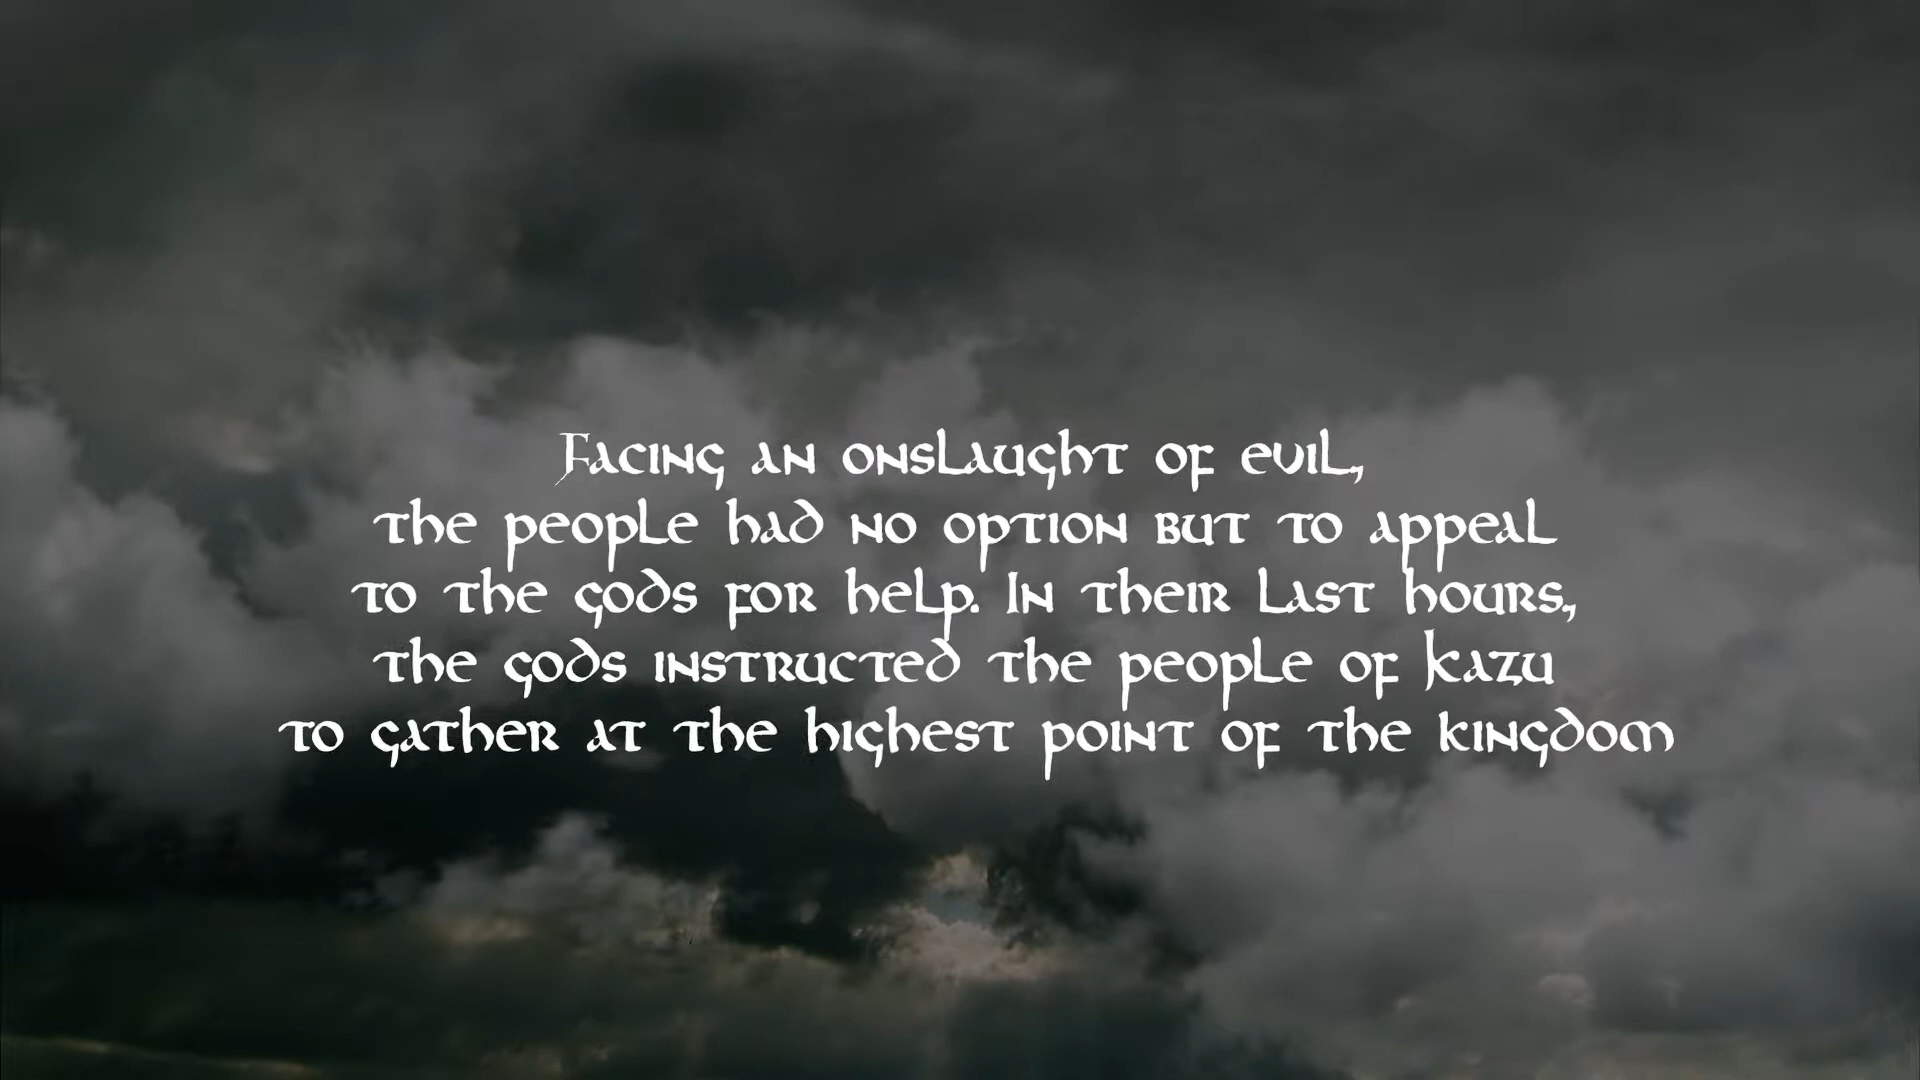 Facing an onslaught of evil,
the people had no option but to appeal
to the gods for help. In their last hours,
the gods instructed the people of Kazu
to gather at the highest point of the kingdom